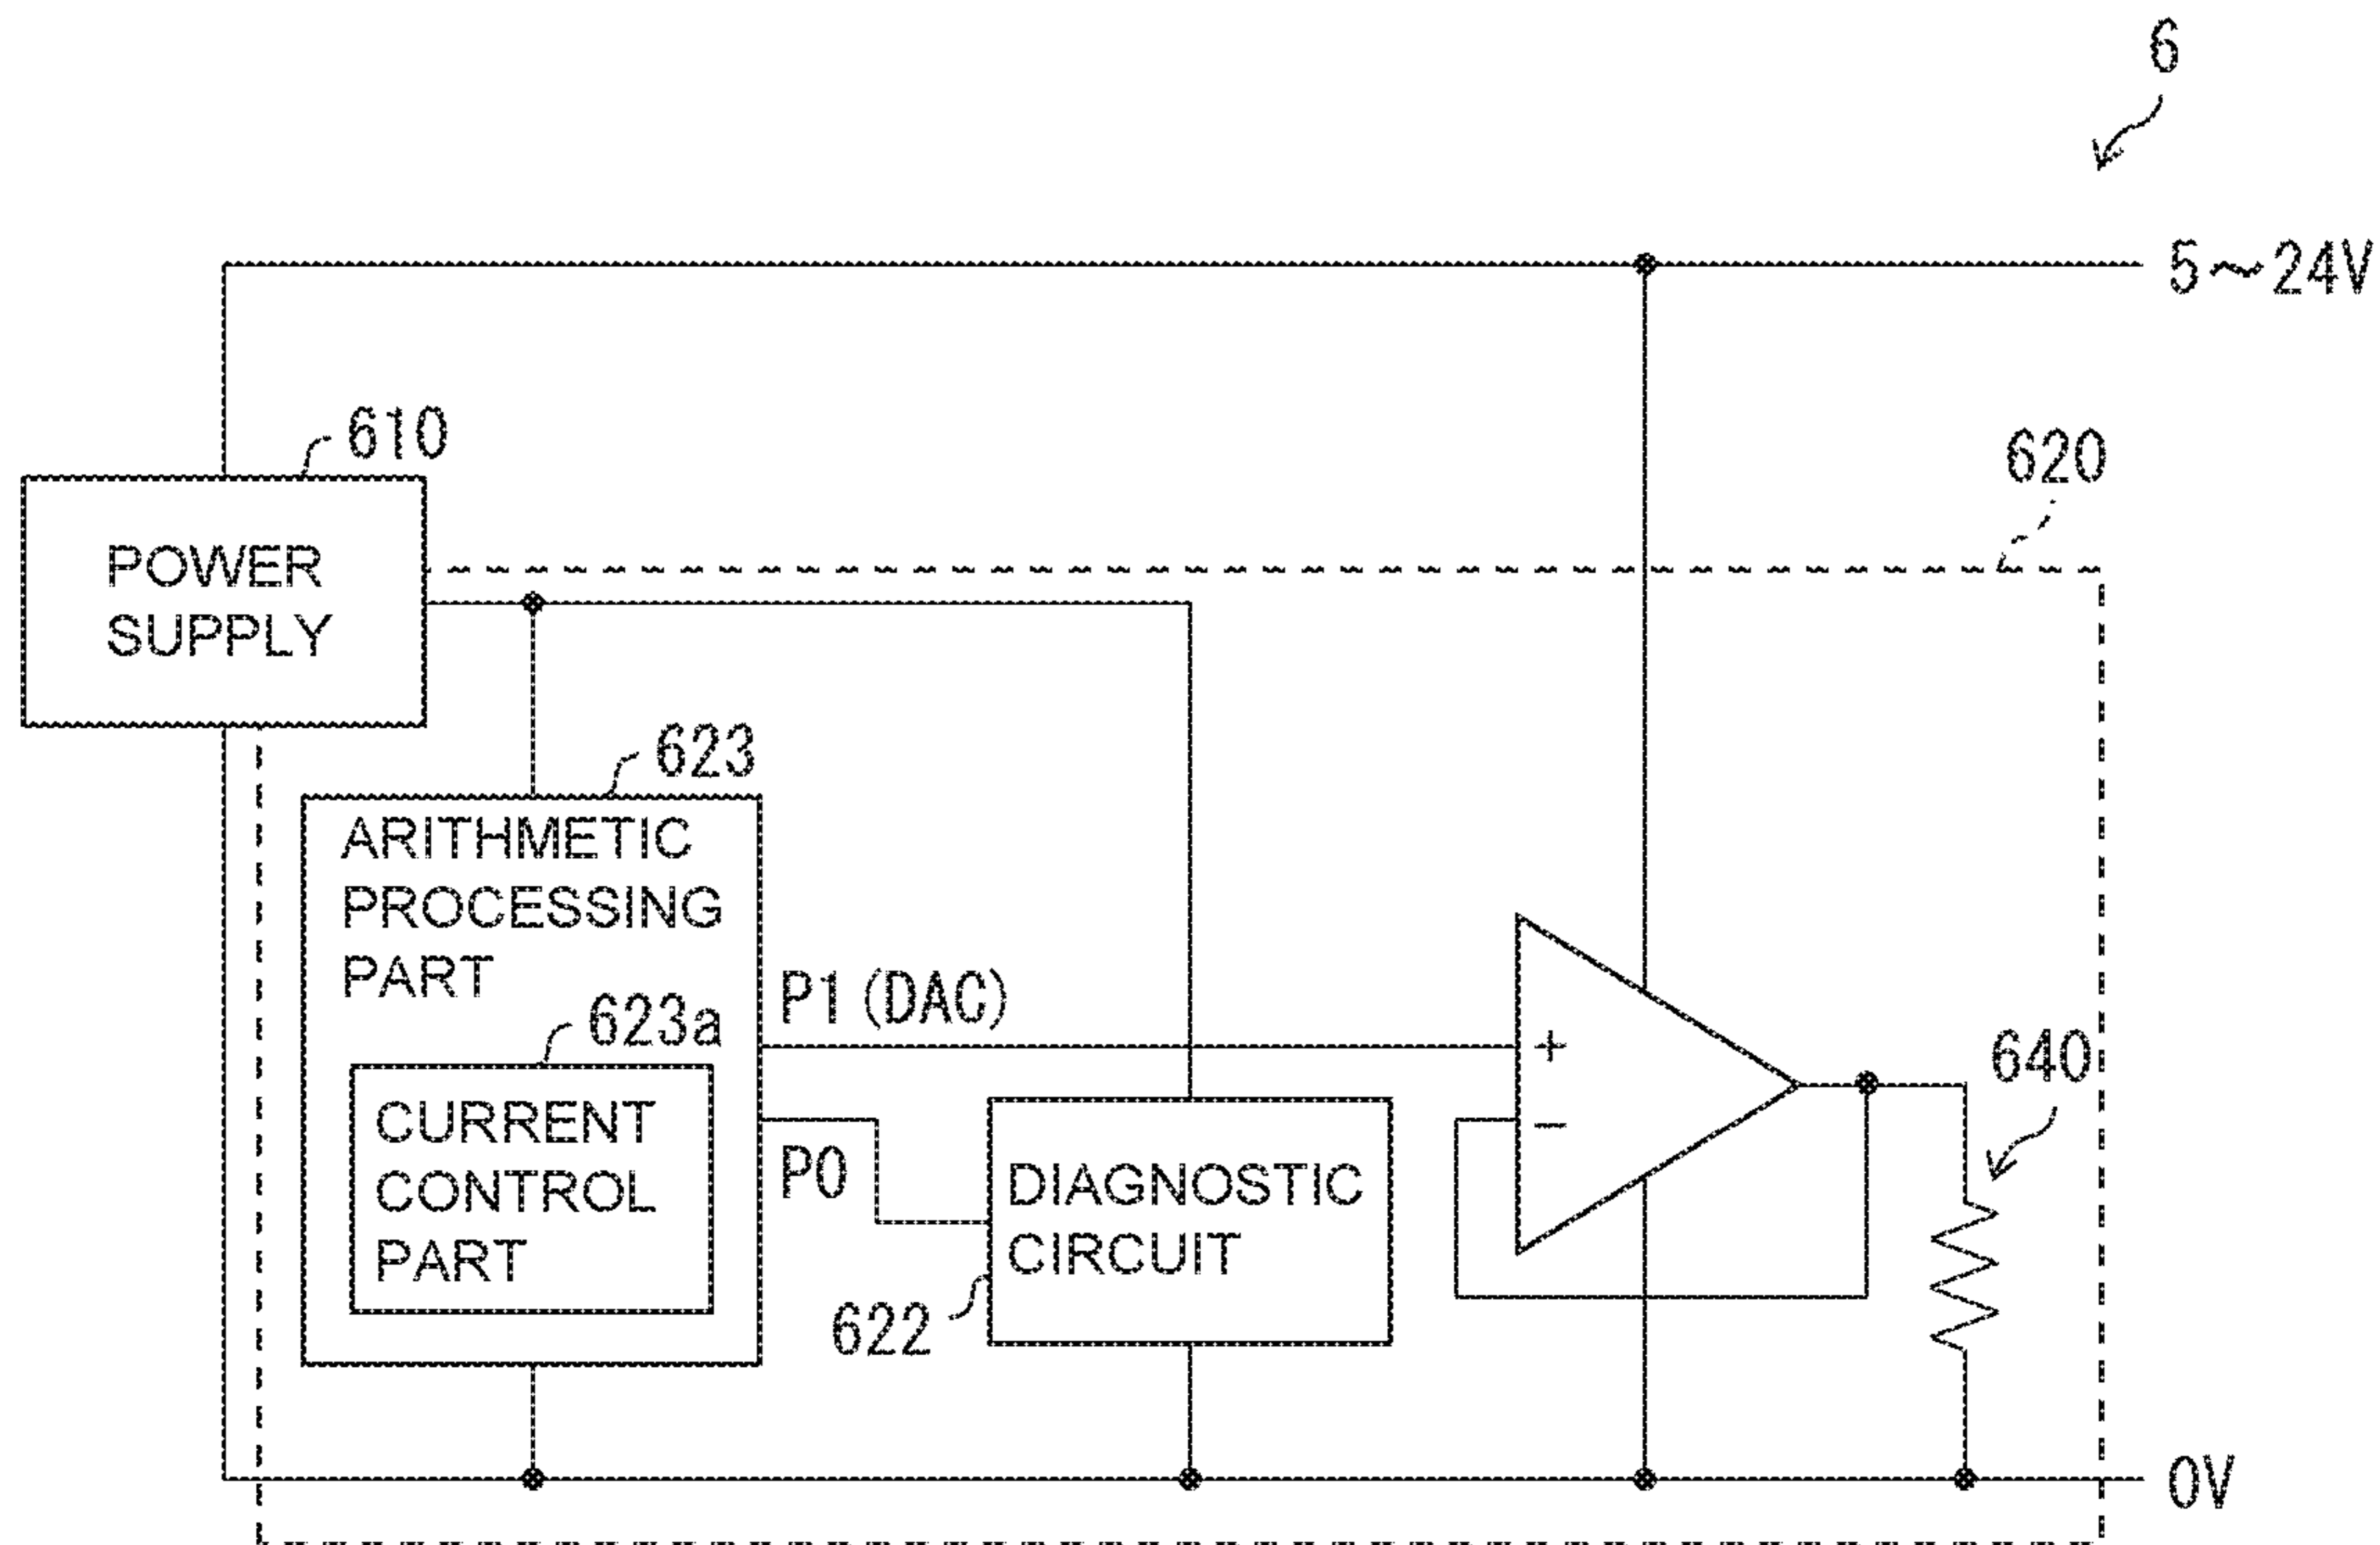 6
5~24V
610
620
POWER
SUPPLY
623
ARITHMETIC
PROCESSING
PART
P1 (DAC)
623a
640
CURRENT
CONTROL
PART
P0
DIAGNOSTIC
CIRCUIT
+
−
622
0V